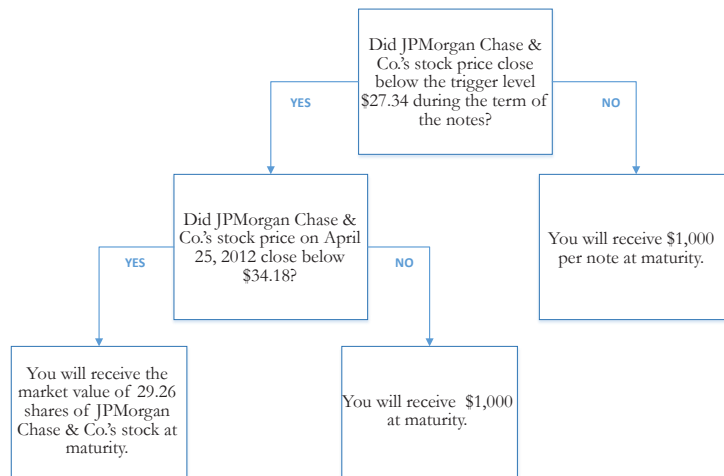 Did JPMorgan Chase &
Co.'s stock price close
below the trigger level
$27.34 during the term of
the notes?
YES
NO
Did JPMorgan Chase &
Co.'s stock price on April
25, 2012 close below
$34.18?
You will receive $1,000
per note at maturity.
YES
NO
You will receive the
market value of 29.26
shares of JPMorgan
Chase & Co.'s stock at
maturity.
You will receive  $1,000
at maturity.